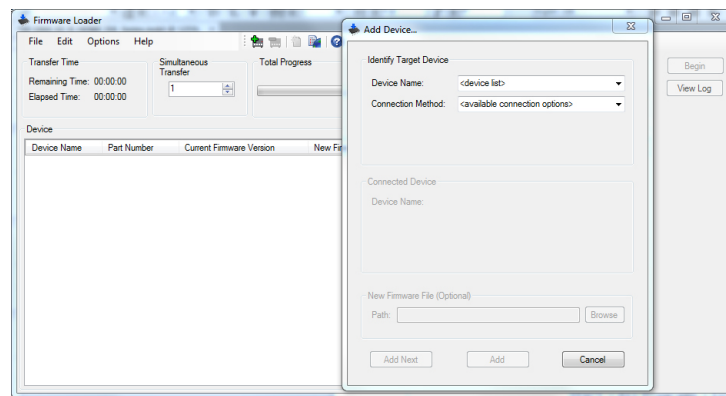 Firmware Loader
File Edit Options Help
Transfer Time
Remaining Time: 00:00:00
Elapsed Time: 00:00:00
Simultaneous
Transfer
1
Total Progress
Begin
View Log
Device
Device Name Part Number Current Firmware Version New Fir
Add Device...
Identify Target Device
Device Name: <device list>
Connection Method: <available connection options>
Connected Device
Device Name:
New Firmware File (Optional)
Path: Browse
Add Next Add Cancel